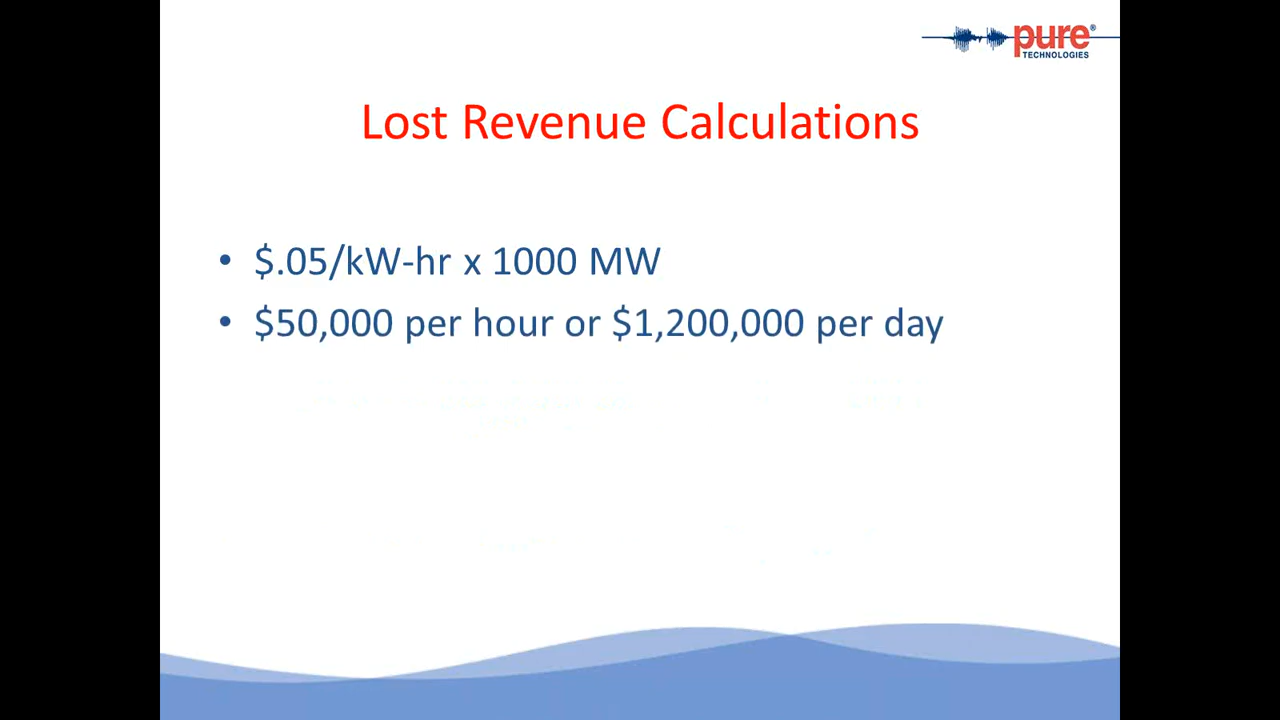 pure®
TECHNOLOGIES
Lost Revenue Calculations
• $.05/kW-hr x 1000 MW
• $50,000 per hour or $1,200,000 per day